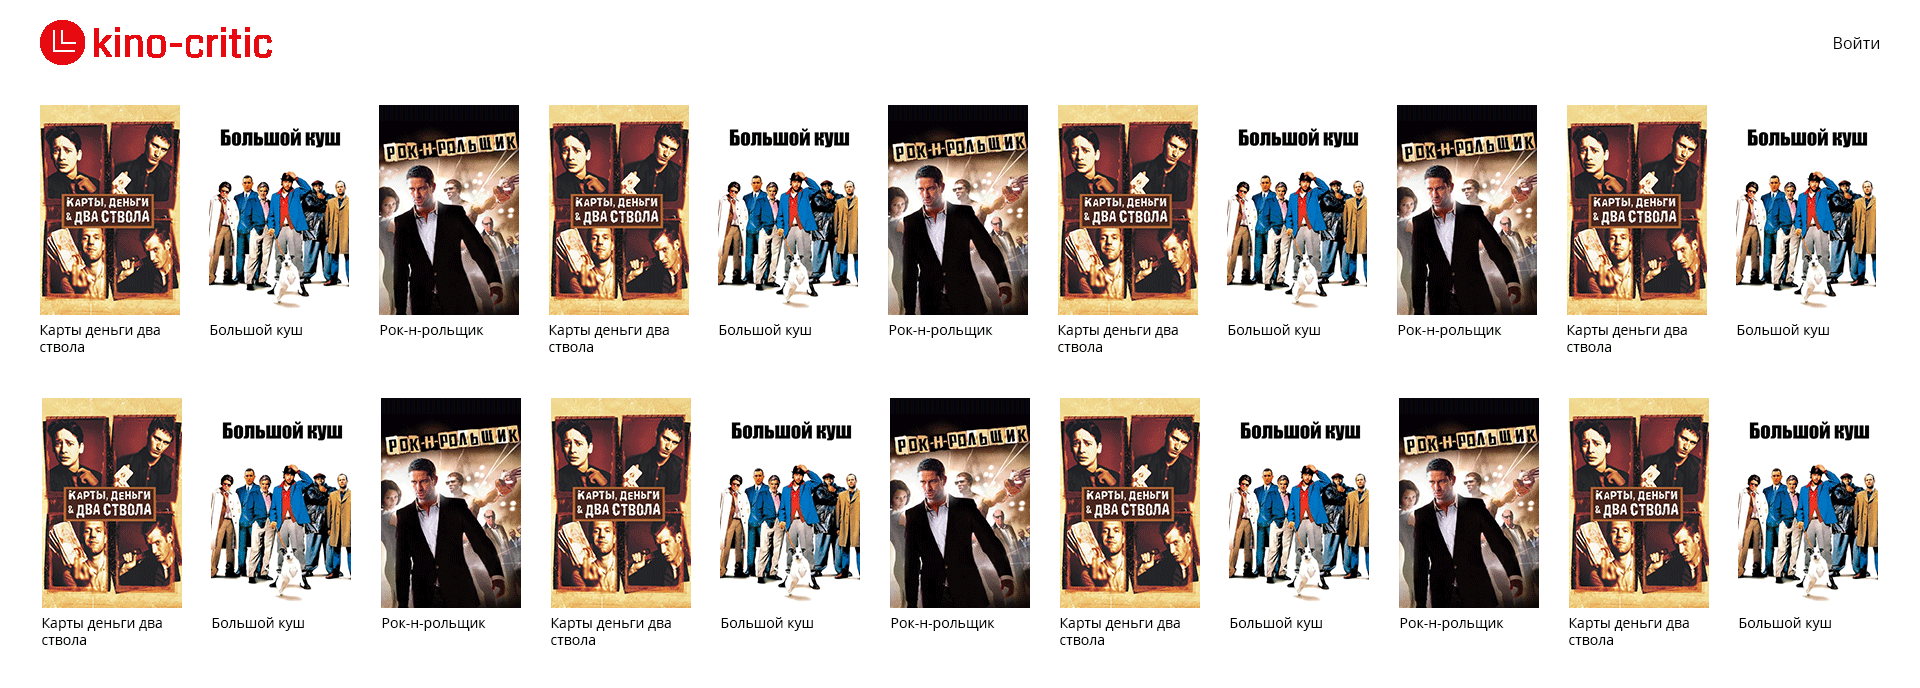 kino-critic
Войти
КАРТЫ, ДЕНЬГИ
& ДВА СТВОЛА
Большой куш
РОК-Н-РОЛЬЩИК
КАРТЫ, ДЕНЬГИ
& ДВА СТВОЛА
Большой куш
РОК-Н-РОЛЬЩИК
КАРТЫ, ДЕНЬГИ
& ДВА СТВОЛА
Большой куш
РОК-Н-РОЛЬЩИК
КАРТЫ, ДЕНЬГИ
& ДВА СТВОЛА
Большой куш
Карты деньги два
ствола
Большой куш
Рок-н-рольщик
Карты деньги два
ствола
Большой куш
Рок-н-рольщик
Карты деньги два
ствола
Большой куш
Рок-н-рольщик
Карты деньги два
ствола
Большой куш
КАРТЫ, ДЕНЬГИ
& ДВА СТВОЛА
Большой куш
РОК-Н-РОЛЬЩИК
КАРТЫ, ДЕНЬГИ
& ДВА СТВОЛА
Большой куш
РОК-Н-РОЛЬЩИК
КАРТЫ, ДЕНЬГИ
& ДВА СТВОЛА
Большой куш
РОК-Н-РОЛЬЩИК
КАРТЫ, ДЕНЬГИ
& ДВА СТВОЛА
Большой куш
Карты деньги два
ствола
Большой куш
Рок-н-рольщик
Карты деньги два
ствола
Большой куш
Рок-н-рольщик
Карты деньги два
ствола
Большой куш
Рок-н-рольщик
Карты деньги два
ствола
Большой куш